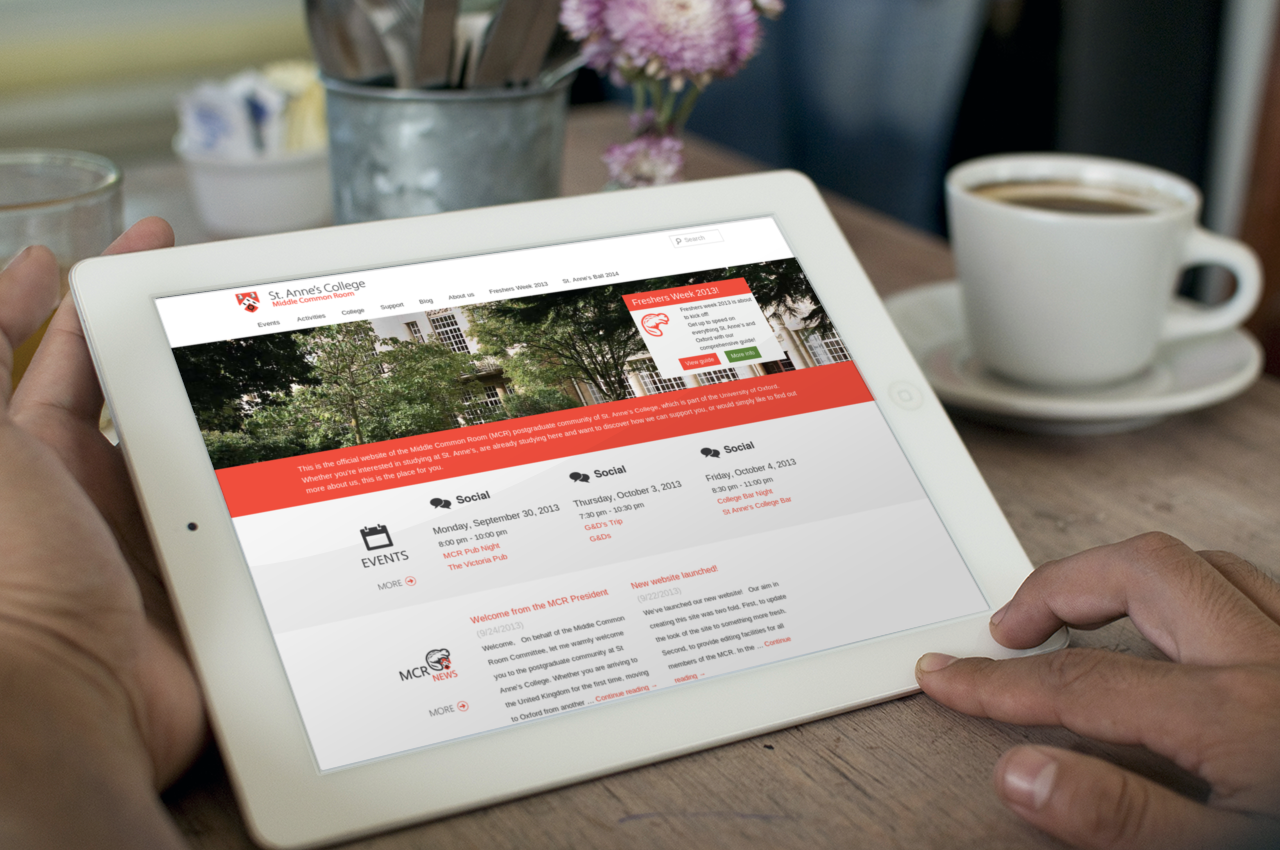 Search
St. Anne's College
Middle Common Room
Events Activities College Support Blog About us Freshers Week 2013 St. Anne's Ball 2014
Freshers Week 2013!
Freshers week 2013 is about
to kick off!
Get up to speed on
everything St. Anne's and
Oxford with our
comprehensive guide!
View guide More info
This is the official website of the Middle Common Room (MCR) postgraduate community of St. Anne's College, which is part of the University of Oxford.
Whether you're interested in studying at St. Anne's, are already studying here and want to discover how we can support you, or would simply like to find out
more about us, this is the place for you.
EVENTS
MORE
Social
Monday, September 30, 2013
8:00 pm - 10:00 pm
MCR Pub Night
The Victoria Pub
Social
Thursday, October 3, 2013
7:30 pm - 10:30 pm
G&D's Trip
G&Ds
Social
Friday, October 4, 2013
8:30 pm - 11:00 pm
College Bar Night
St Anne's College Bar
MCR NEWS
MORE
Welcome from the MCR President
(9/24/2013)
Welcome, On behalf of the Middle Common
Room Committee, let me warmly welcome
you to the postgraduate community at St
Anne's College. Whether you are arriving to
the United Kingdom for the first time, moving
to Oxford from another ... Continue reading →
New website launched!
(9/22/2013)
We've launched our new website! Our aim in
creating this site was two fold. First, to update
the look of the site to something more fresh.
Second, to provide editing facilities for all
members of the MCR. In the ... Continue
reading →